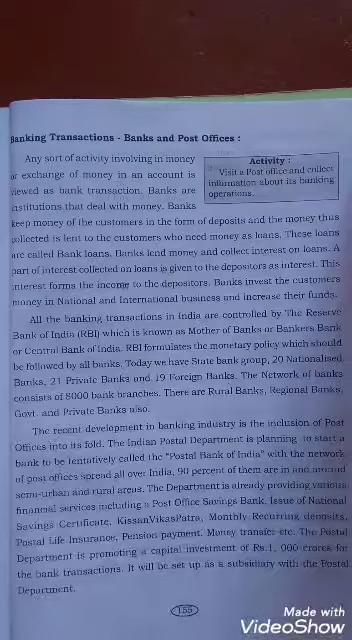 Banking Transactions - Banks and Post Offices :
Any sort of activity involving in money
or exchange of money in an account is
viewed as bank transaction. Banks are
institutions that deal with money. Banks
Activity :
Visit a Post office and collect
information about its banking
operations.
keep money of the customers in the form of deposits and the money thus
collected is lent to the customers who need money as loans. These loans
are called Bank loans. Banks lend money and collect interest on loans. A
part of interest collected on loans is given to the depositors as interest. This
interest forms the income to the depositors. Banks invest the customers
money in National and International business and increase their funds.
All the banking transactions in India are controlled by The Reserve
Bank of India (RBI) which is known as Mother of Banks or Bankers Bank
or Central Bank of India. RBI formulates the monetary policy which should
be followed by all banks. Today we have State bank group, 20 Nationalised
Banks, 21 Private Banks and 19 Foreign Banks. The Network of banks
consists of 8000 bank branches. There are Rural Banks, Regional Banks,
Govt. and Private Banks also.
The recent development in banking industry is the inclusion of Post
Offices into its fold. The Indian Postal Department is planning to start a
bank to be tentatively called the "Postal Bank of India" with the network
of post offices spread all over India, 90 percent of them are in and around
semi-urban and rural areas. The Department is already providing various
financial services including a Post Office Savings Bank, Issue of National
Savings Certificate, KissanVikasPatra, Monthly Recurring deposits,
Postal Life Insurance, Pension payment, Money transfer etc. The Postal
Department is promoting a capital investment of Rs.1, 000 crores for
the bank transactions. It will be set up as a subsidiary with the Postal
Department.
155
Made with
VideoShow